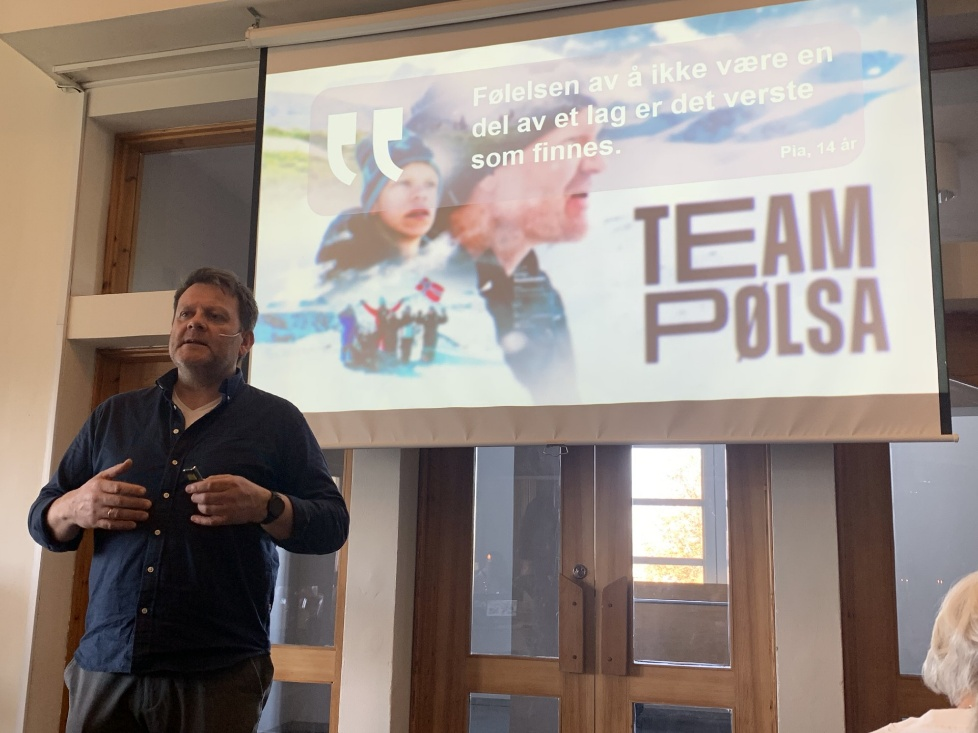 Følelsen av å ikke være en
del av et lag er det verste
som finnes.
Pia, 14 år
TEAM
PØLSA